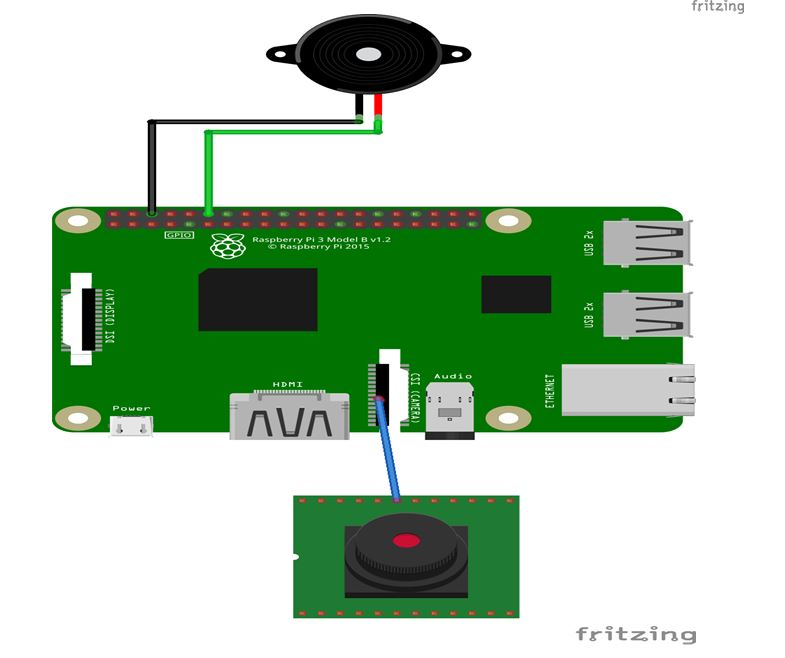 fritzing
GPIO
Raspberry Pi 3 Model B v1.2
© Raspberry Pi 2015
USB 2x
DSI (DISPLAY)
USB 2x
HDMI
CSI (CAMERA)
Audio
ETHERNET
Power
fritzing